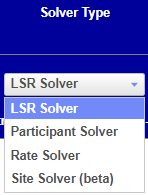 Solver Type
LSR Solver
LSR Solver
Participant Solver
Rate Solver
Site Solver (beta)